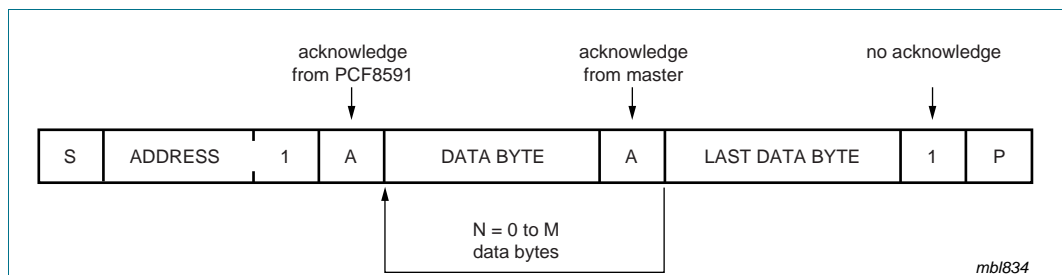 acknowledge
from PCF8591
acknowledge
from master
no acknowledge
S ADDRESS 1 A DATA BYTE A LAST DATA BYTE 1 P
N = 0 to M
data bytes
mbl834